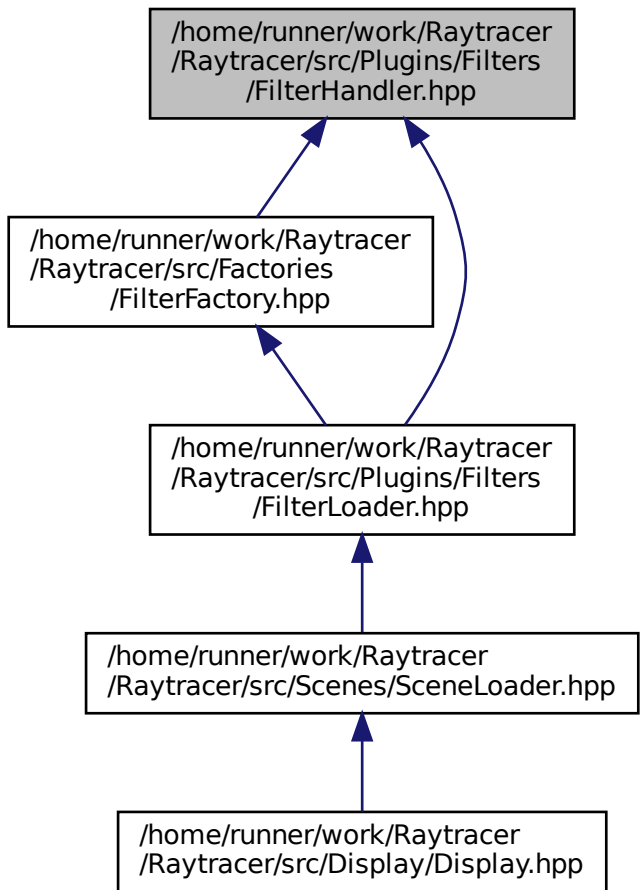 /home/runner/work/Raytracer
/Raytracer/src/Plugins/Filters
/FilterHandler.hpp
/home/runner/work/Raytracer
/Raytracer/src/Factories
/FilterFactory.hpp
/home/runner/work/Raytracer
/Raytracer/src/Plugins/Filters
/FilterLoader.hpp
/home/runner/work/Raytracer
/Raytracer/src/Scenes/SceneLoader.hpp
/home/runner/work/Raytracer
/Raytracer/src/Display/Display.hpp